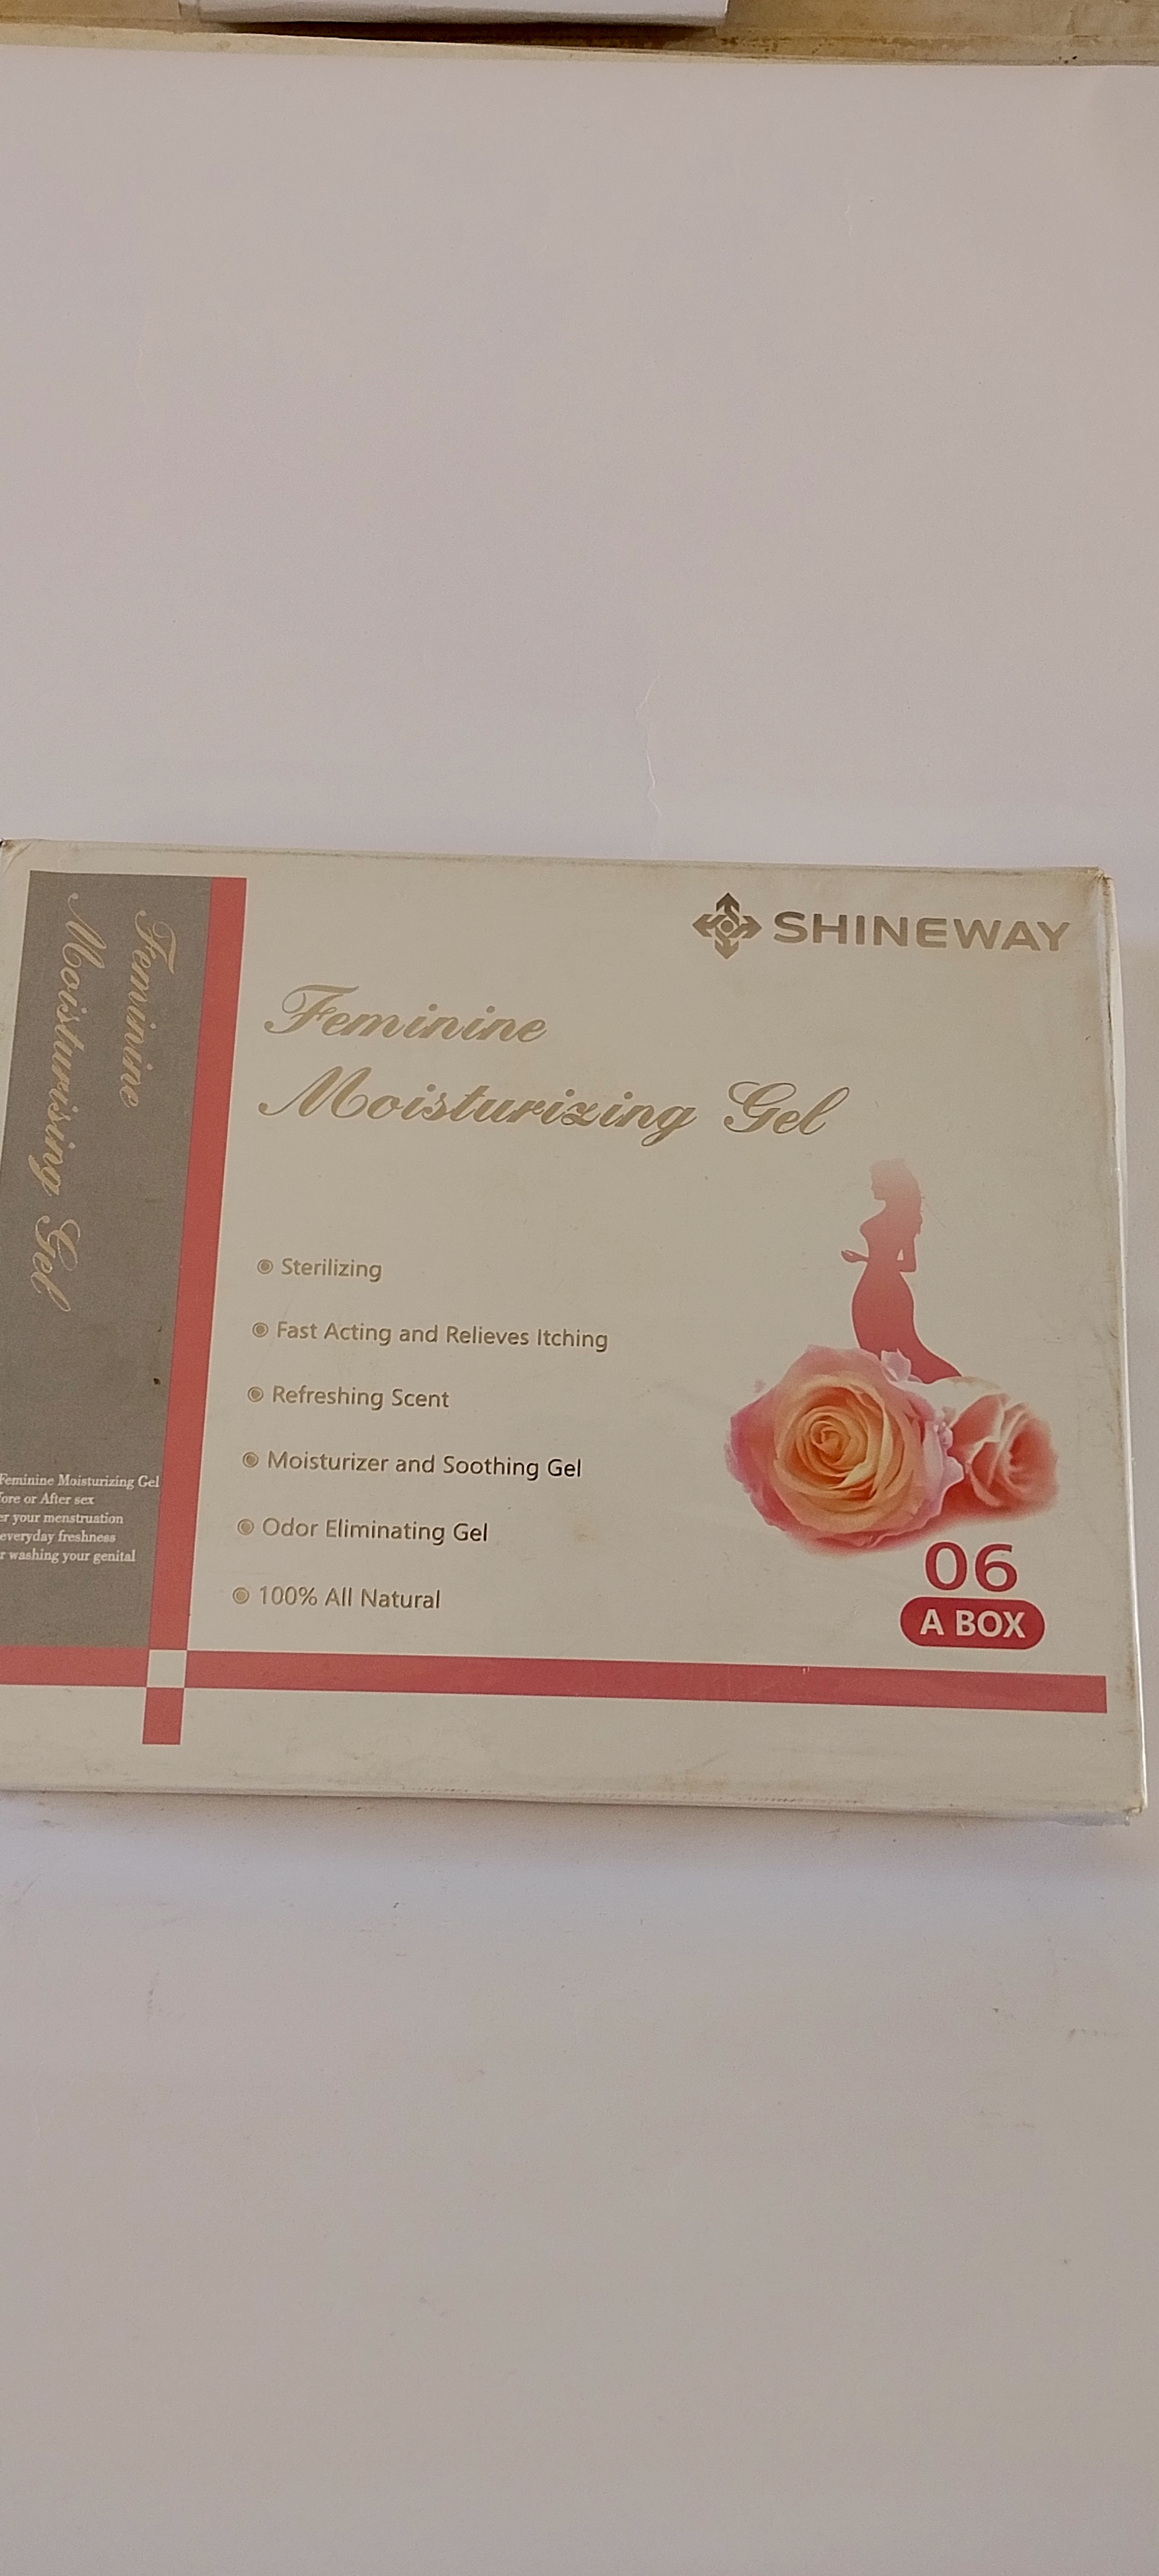 SHINEWAY
Feminine
Moisturizing Gel
Sterilizing
Fast Acting and Relieves Itching
Refreshing Scent
Moisturizer and Soothing Gel
Odor Eliminating Gel
100% All Natural
06
A BOX
Feminine
Moisturising Gel
Feminine Moisturizing Gel
or After sex
your menstruation
everyday freshness
washing your genital